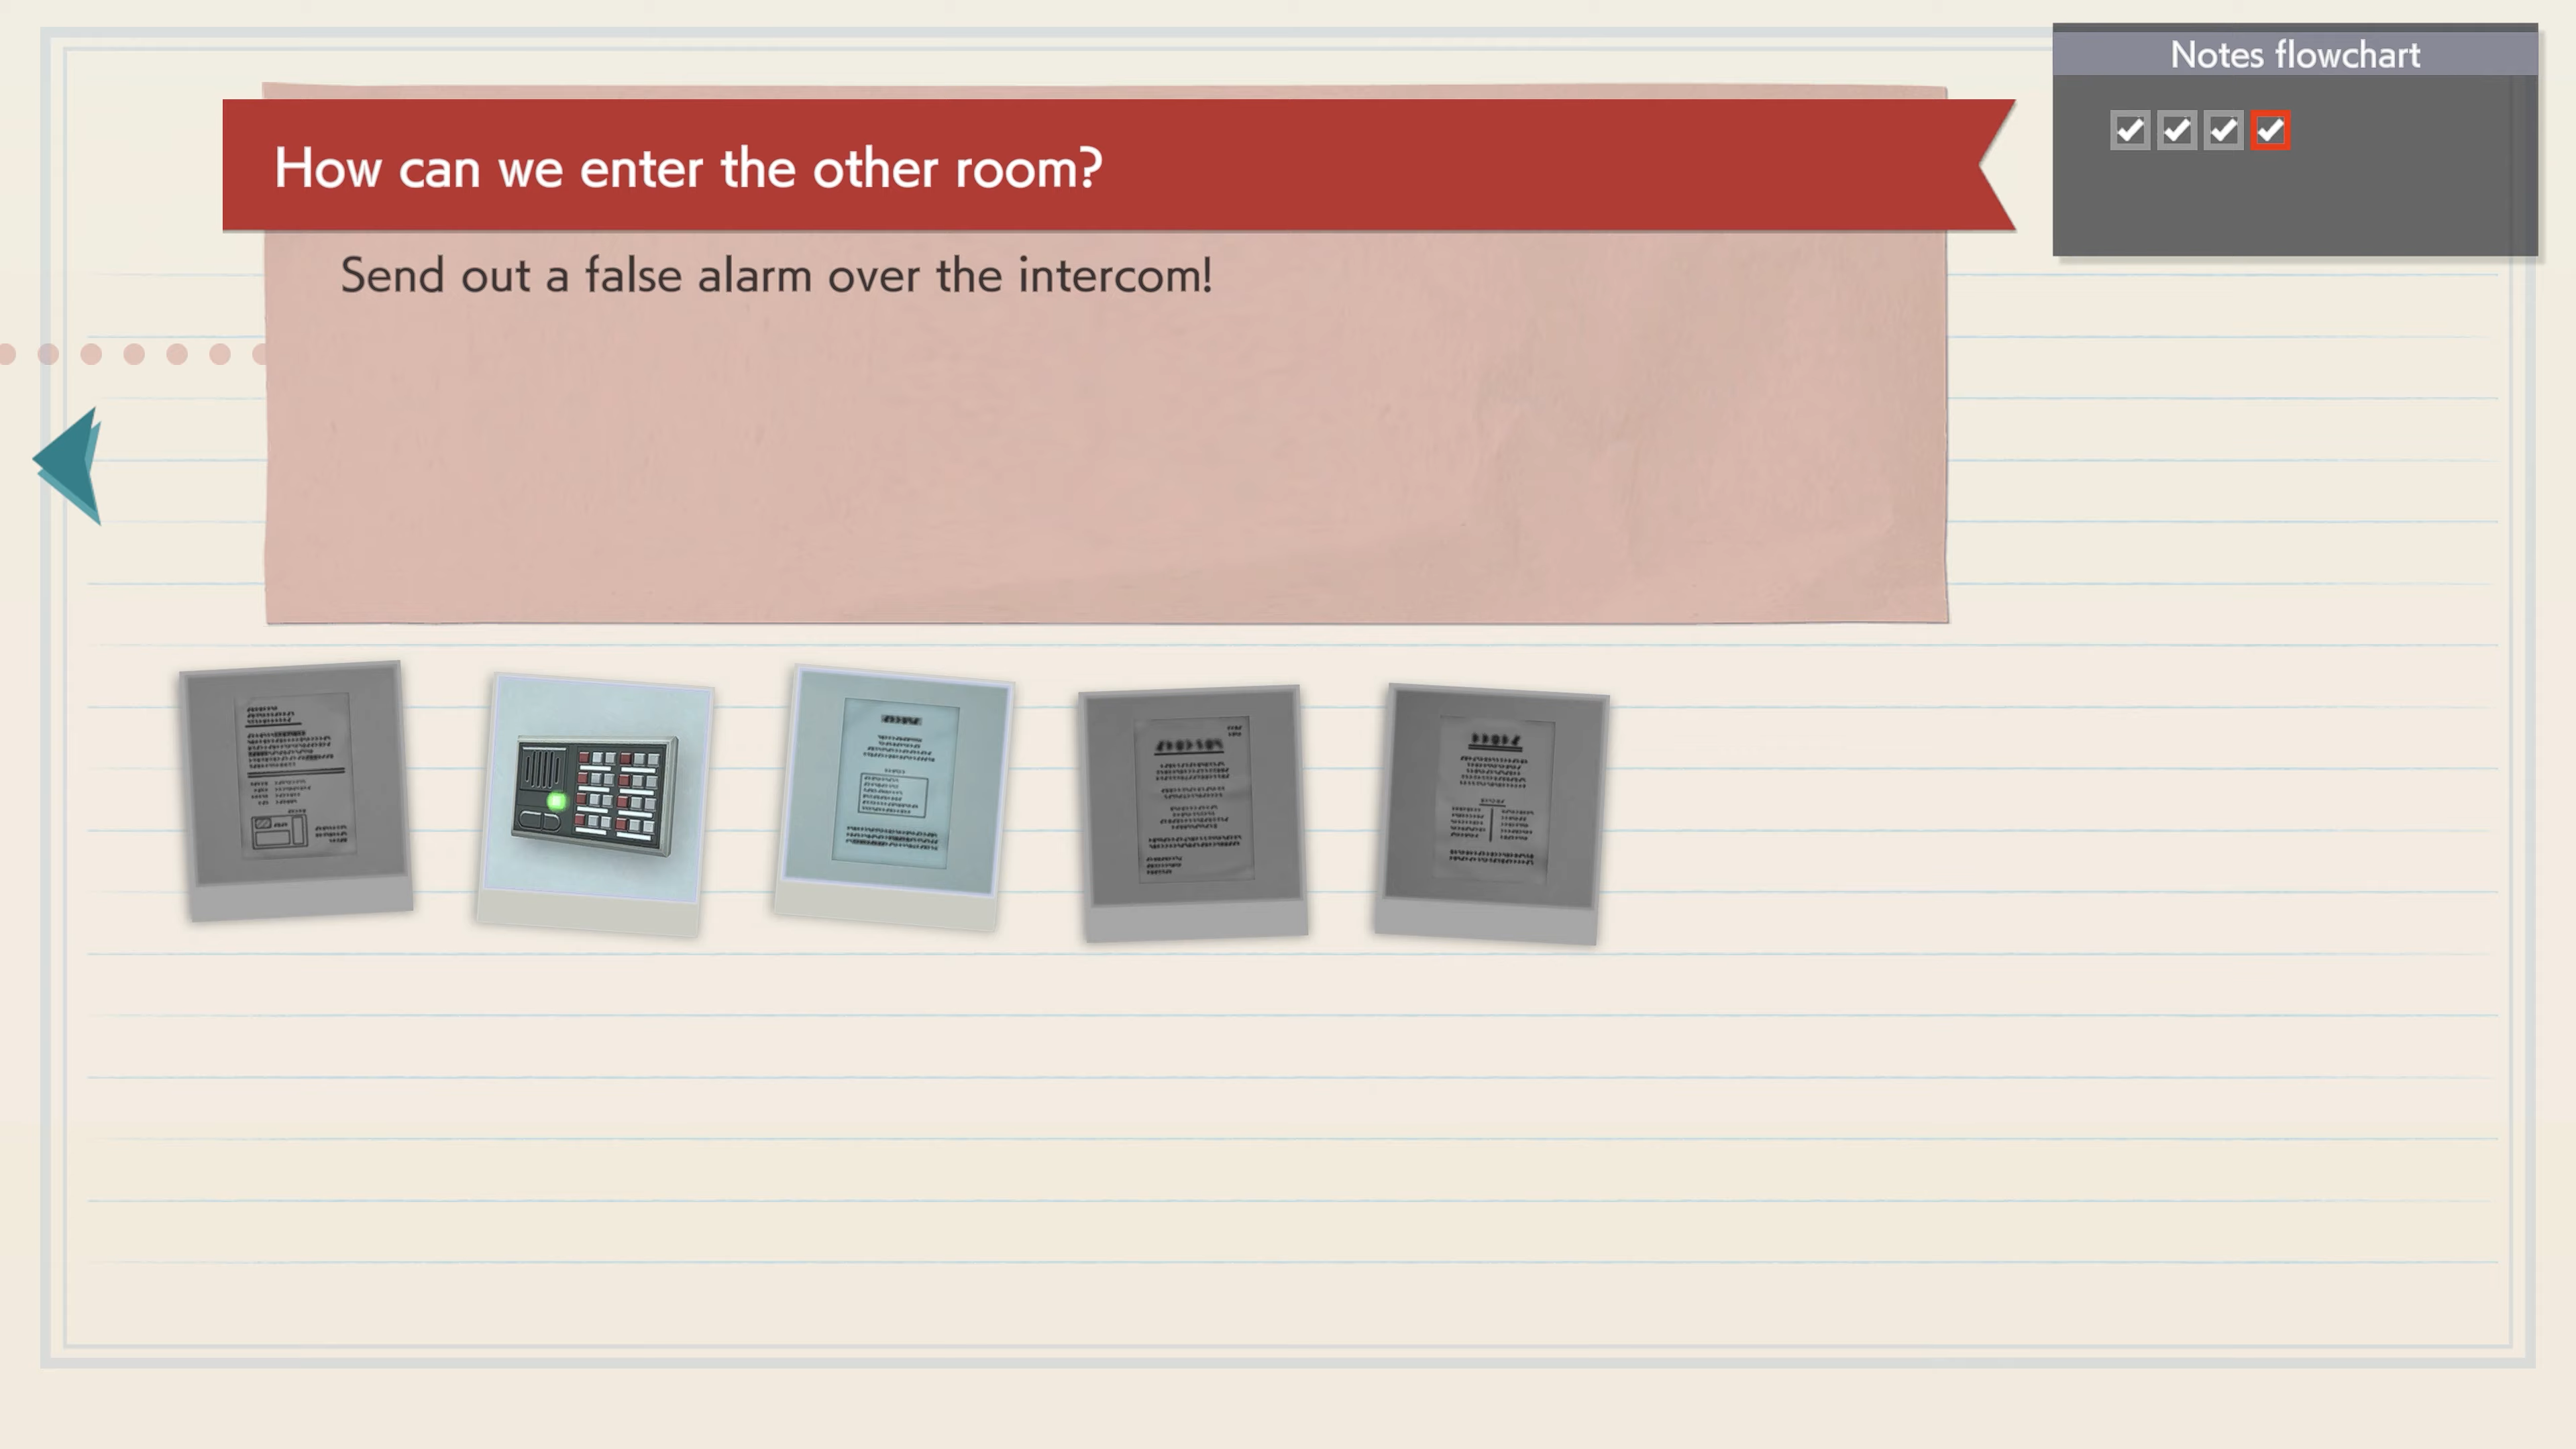 Notes flowchart
How can we enter the other room?
Send out a false alarm over the intercom!